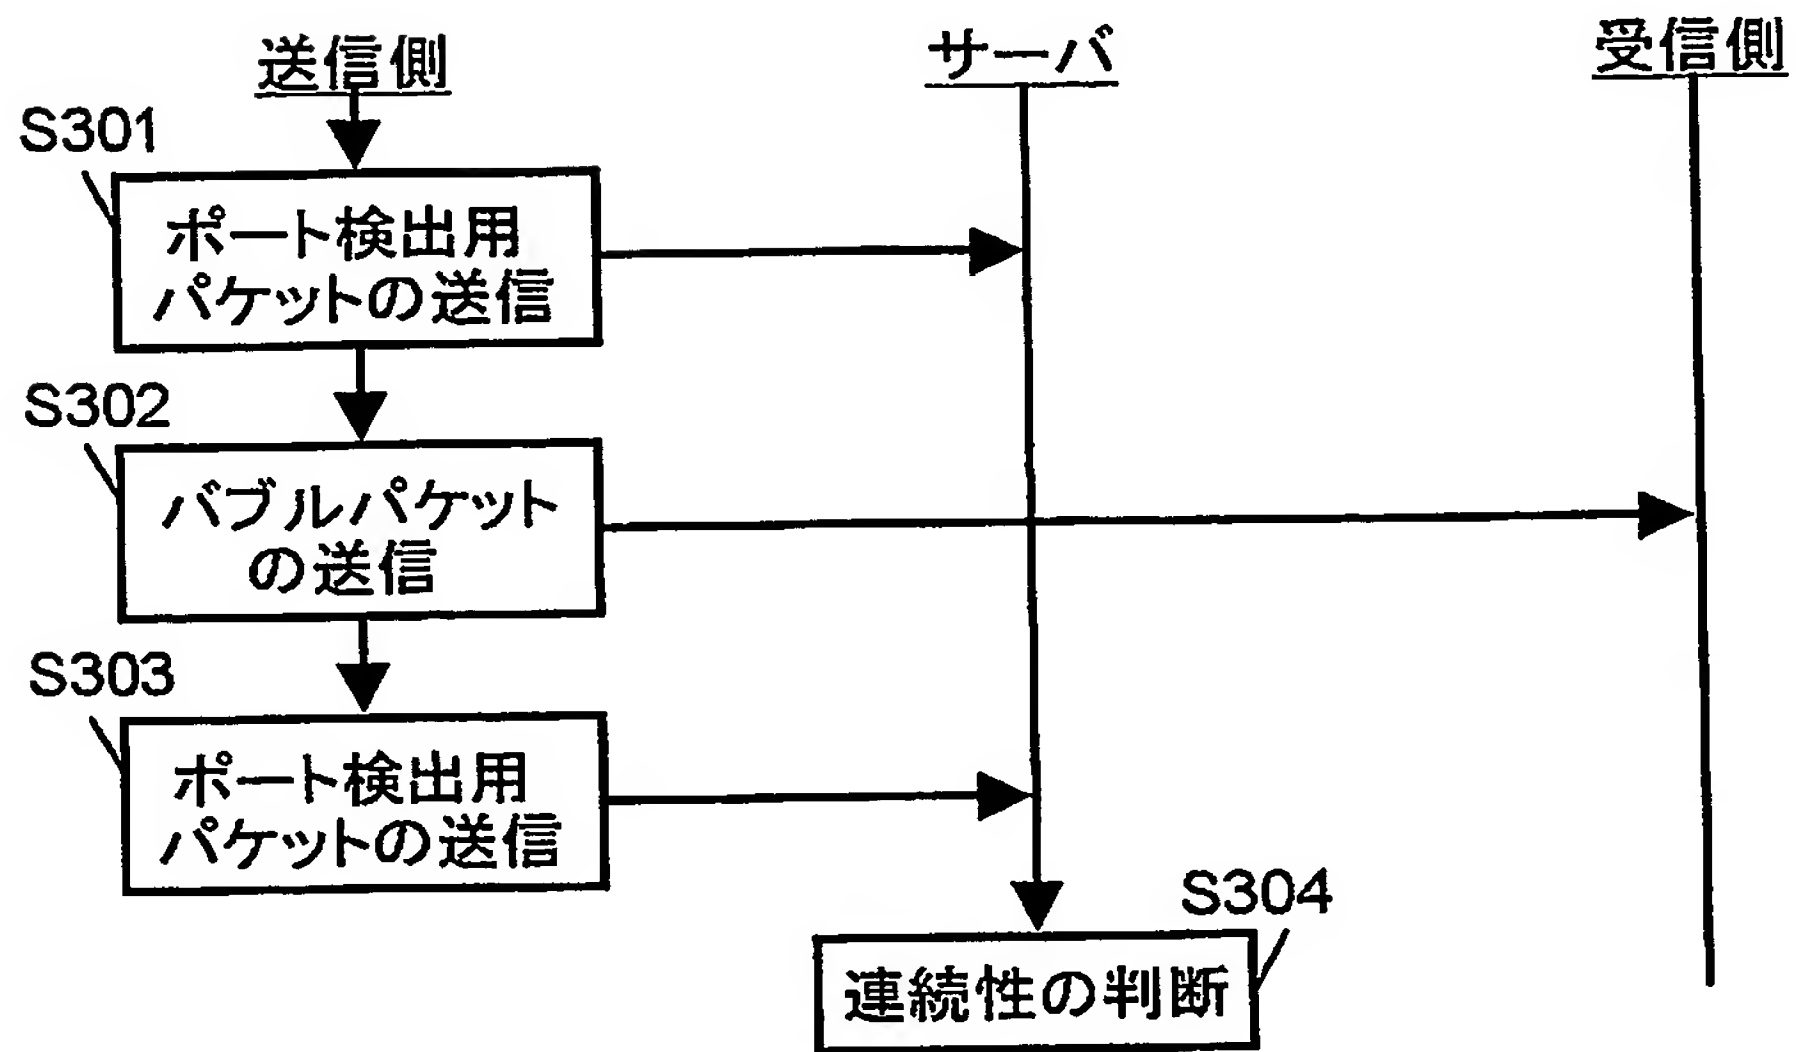 送信側
サーバ
受信側
S301
ポート検出用
パケットの送信
S302
バブルパケット
の送信
S303
ポート検出用
パケットの送信
S304
連続性の判断